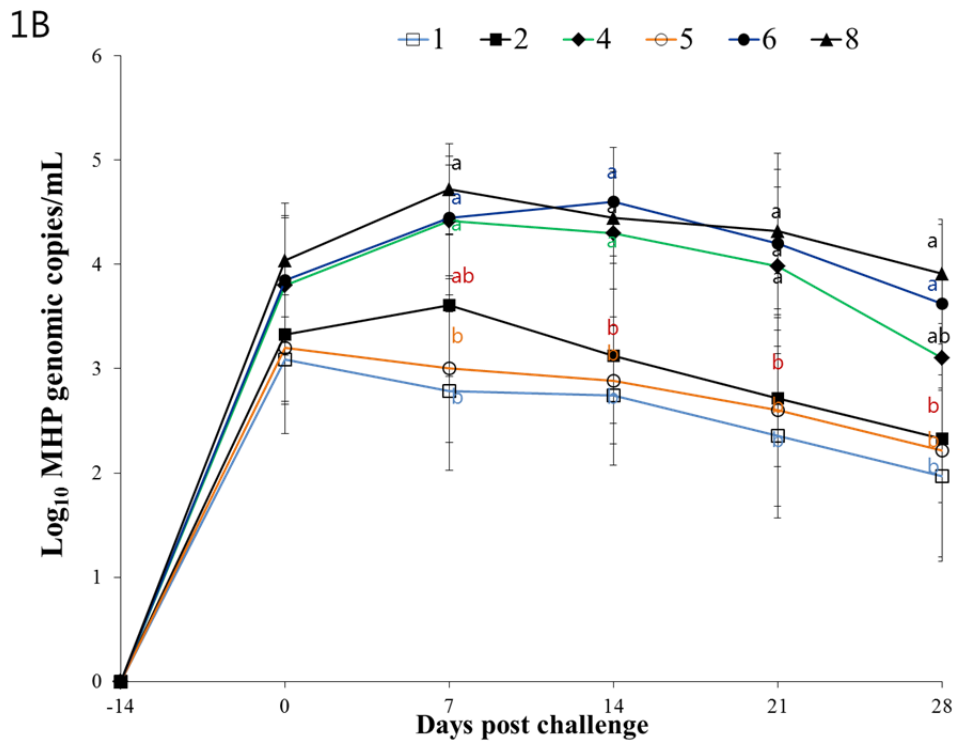 1B
1 2 4 5 6 8
6
5
4
3
2
1
0
Log₁₀ MHP genomic copies/mL
a
a
a
ab
b
b
a
a
a
b
b
b
a
a
a
b
b
b
a
a
ab
b
b
b
-14 0 7 14 21 28
Days post challenge